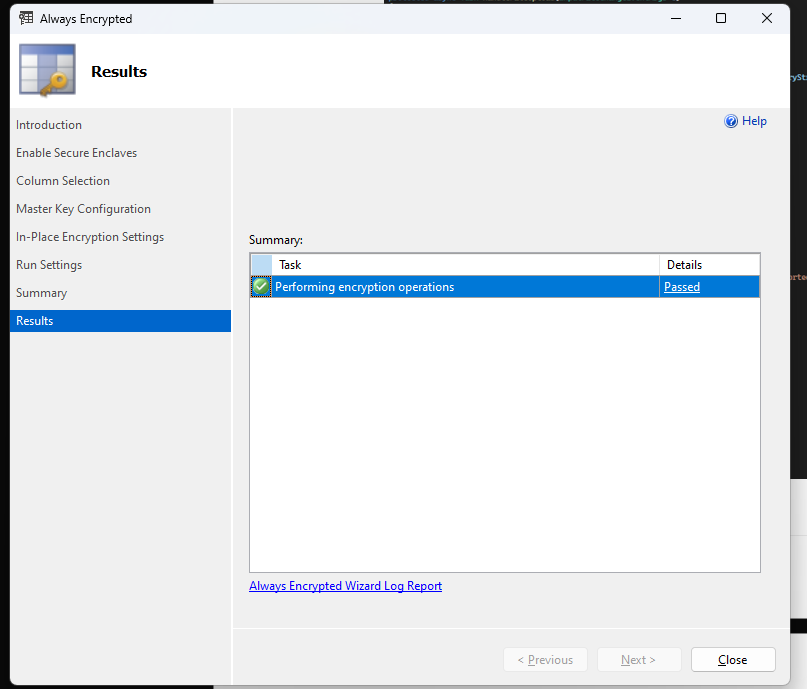 Always Encrypted
Results
Introduction
Enable Secure Enclaves
Column Selection
Master Key Configuration
In-Place Encryption Settings
Run Settings
Summary
Results
Help
Summary:
Task Details
Performing encryption operations Passed
Always Encrypted Wizard Log Report
< Previous Next > Close